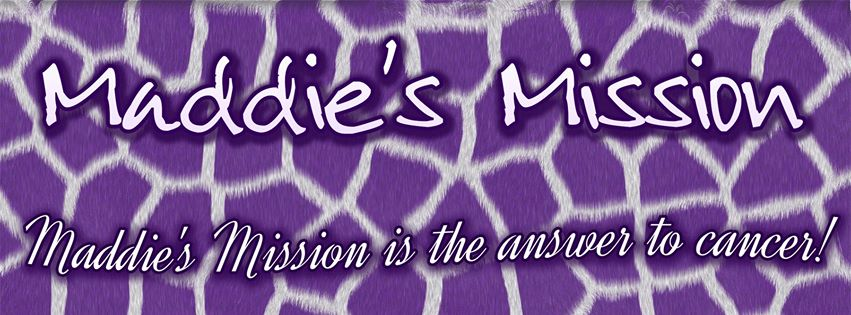 Maddie's Mission
Maddie's Mission is the answer to cancer!